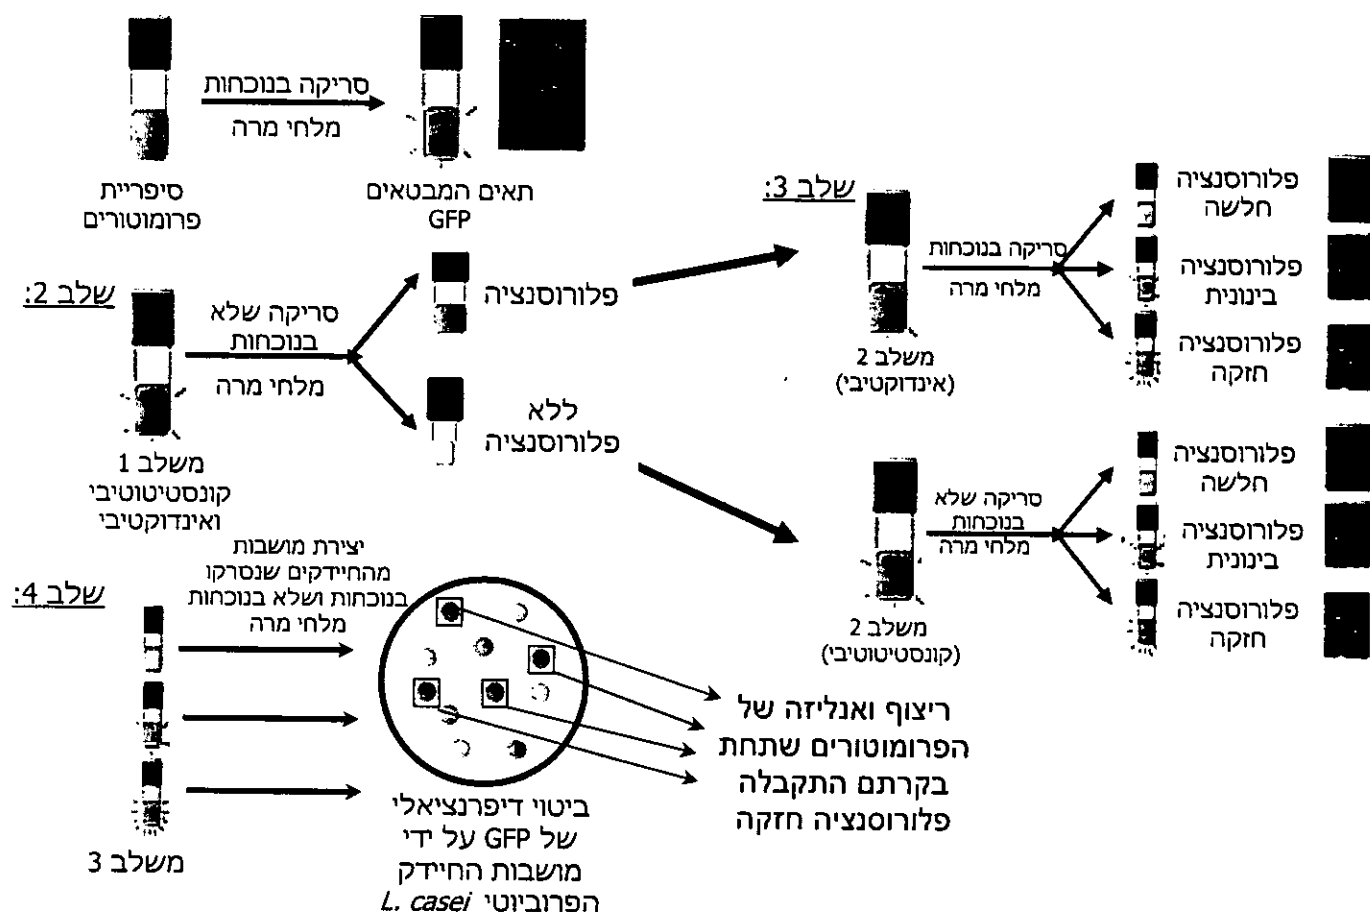 סריקה בנוכחות
מלחי מרה
סיפריית
פרומוטורים
תאים המבטאים
GFP
שלב 2:
סריקה שלא
בנוכחות
מלחי מרה
פלורוסנציה
ללא
פלורוסנציה
משלב 1
קונסטיטוטיבי
ואינדוקטיבי
שלב 3:
סריקה בנוכחות
מלחי מרה
משלב 2
(אינדוקטיבי)
פלורוסנציה
חלשה
פלורוסנציה
בינונית
פלורוסנציה
חזקה
סריקה שלא
בנוכחות
מלחי מרה
משלב 2
(קונסטיטוטיבי)
פלורוסנציה
חלשה
פלורוסנציה
בינונית
פלורוסנציה
חזקה
שלב 4:
יצירת מושבות
מהחיידקים שנסרקו
בנוכחות ושלא בנוכחות
מלחי מרה
משלב 3
ביטוי דיפרנציאלי
של GFP על ידי
מושבות החיידק
הפרוביוטי L. casei
ריצוף ואנליזה של
הפרומוטורים שתחת
בקרתם התקבלה
פלורוסנציה חזקה